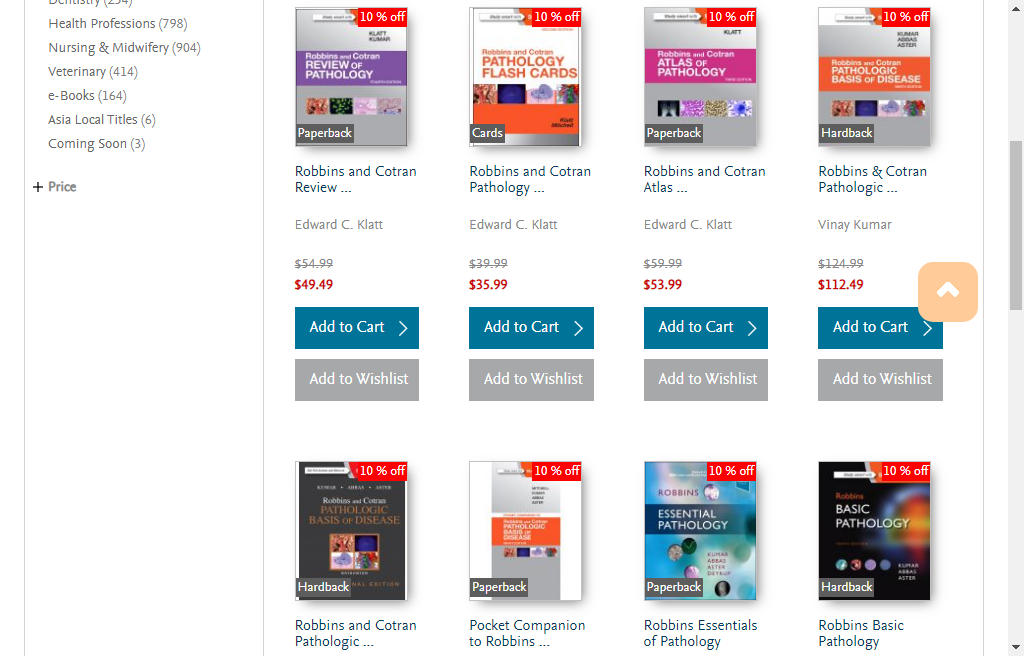 Dentistry (254)
Health Professions (798)
Nursing & Midwifery (904)
Veterinary (414)
e-Books (164)
Asia Local Titles (6)
Coming Soon (3)
+ Price
10 % off
KLATT
KUMAR
Robbins and Cotran
REVIEW OF
PATHOLOGY
FOURTH EDITION
Paperback
Robbins and Cotran
Review ...
Edward C. Klatt
$54.99
$49.49
Add to Cart
Add to Wishlist
10 % off
Robbins and Cotran
PATHOLOGY
FLASH CARDS
Klatt
Mitchell
Cards
Robbins and Cotran
Pathology ...
Edward C. Klatt
$39.99
$35.99
Add to Cart
Add to Wishlist
10 % off
KLATT
Robbins and Cotran
ATLAS OF
PATHOLOGY
THIRD EDITION
Paperback
Robbins and Cotran
Atlas ...
Edward C. Klatt
$59.99
$53.99
Add to Cart
Add to Wishlist
10 % off
KUMAR
ABBAS
ASTER
Robbins and Cotran
PATHOLOGIC
BASIS OF DISEASE
NINTH EDITION
Hardback
Robbins & Cotran
Pathologic ...
Vinay Kumar
$124.99
$112.49
Add to Cart
Add to Wishlist
10 % off
KUMAR • ABBAS • ASTER
Robbins and Cotran
PATHOLOGIC
BASIS OF DISEASE
Hardback
Robbins and Cotran
Pathologic ...
10 % off
MITCHELL
KUMAR
ABBAS
ASTER
Robbins and Cotran
PATHOLOGIC
BASIS OF
DISEASE
Paperback
Pocket Companion
to Robbins ...
10 % off
ROBBINS
ESSENTIAL
PATHOLOGY
KUMAR
ABBAS
ASTER
DEYRUP
Paperback
Robbins Essentials
of Pathology
10 % off
Robbins
BASIC
PATHOLOGY
KUMAR
ABBAS
ASTER
Hardback
Robbins Basic
Pathology